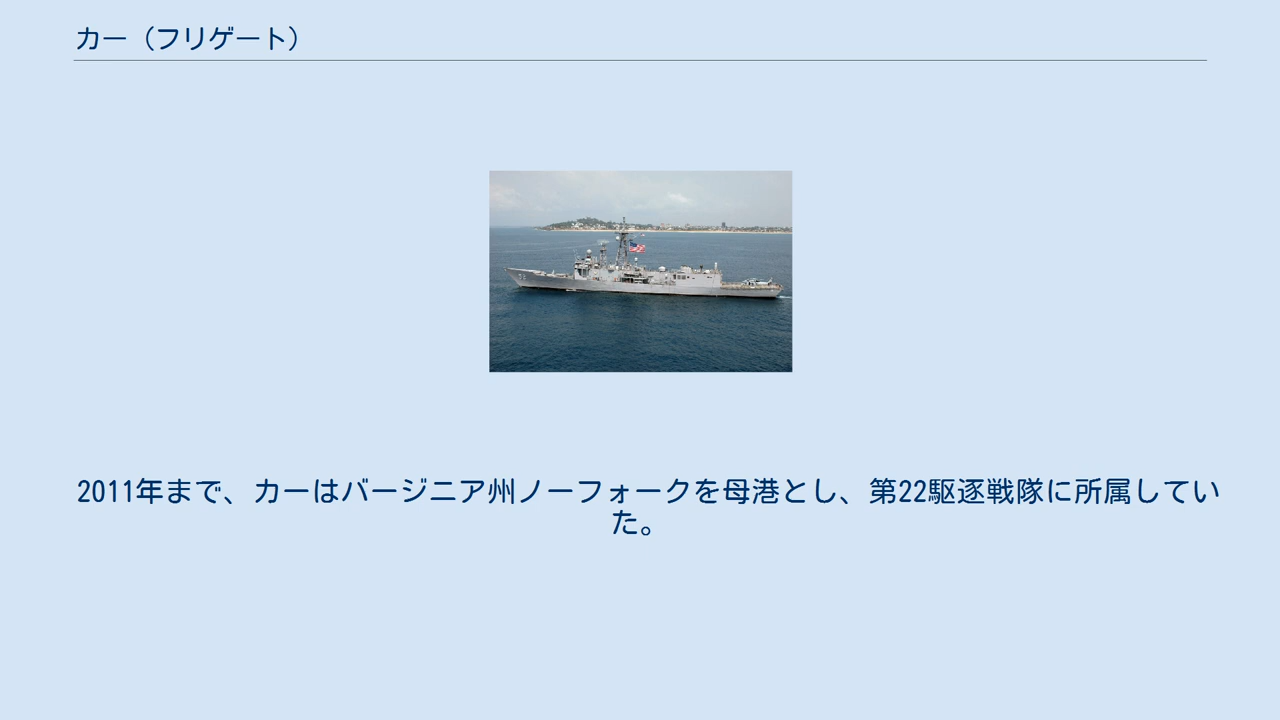 カー（フリゲート）
2011年まで、カーはバージニア州ノーフォークを母港とし、第22駆逐戦隊に所属してい
た。